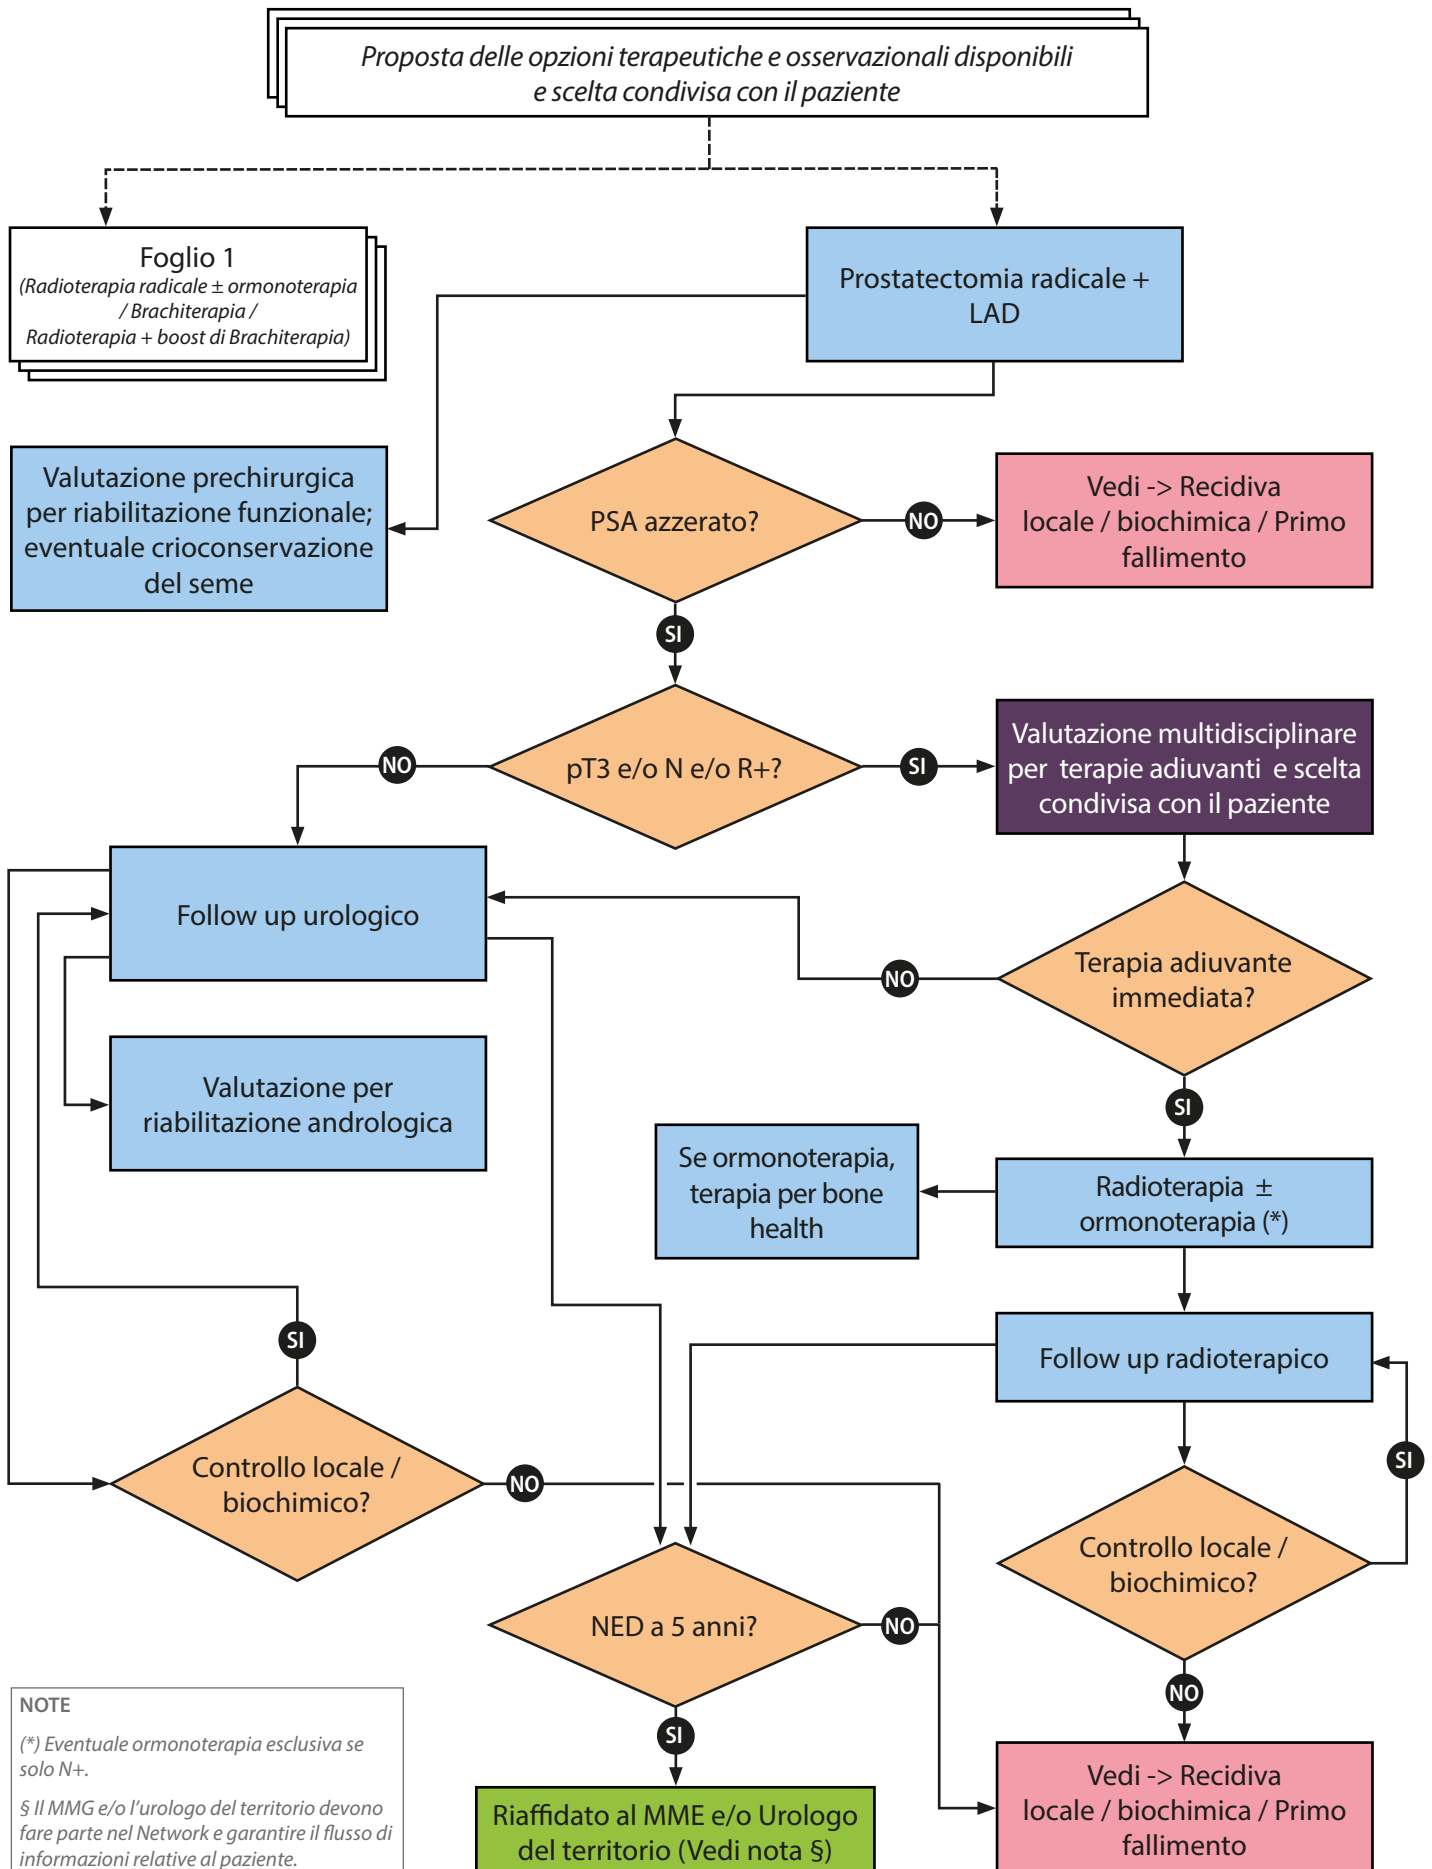 Proposta delle opzioni terapeutiche e osservazionali disponibili
e scelta condivisa con il paziente
Foglio 1
(Radioterapia radicale ± ormonoterapia
/ Brachiterapia /
Radioterapia + boost di Brachiterapia)
Prostatectomia radicale +
LAD
Valutazione prechirurgica
per riabilitazione funzionale;
eventuale crioconservazione
del seme
PSA azzerato?
NO
Vedi -> Recidiva
locale / biochimica / Primo
fallimento
SI
pT3 e/o N e/o R+?
NO
SI
Valutazione multidisciplinare
per terapie adiuvanti e scelta
condivisa con il paziente
Follow up urologico
Terapia adiuvante
immediata?
NO
SI
Valutazione per
riabilitazione andrologica
Se ormonoterapia,
terapia per bone
health
Radioterapia ±
ormonoterapia (*)
Follow up radioterapico
SI
Controllo locale /
biochimico?
NO
SI
Controllo locale /
biochimico?
NED a 5 anni?
NO
NO
SI
NOTE
(*) Eventuale ormonoterapia esclusiva se
solo N+.
§ Il MMG e/o l'urologo del territorio devono
fare parte nel Network e garantire il flusso di
informazioni relative al paziente.
Riaffidato al MME e/o Urologo
del territorio (Vedi nota §)
Vedi -> Recidiva
locale / biochimica / Primo
fallimento